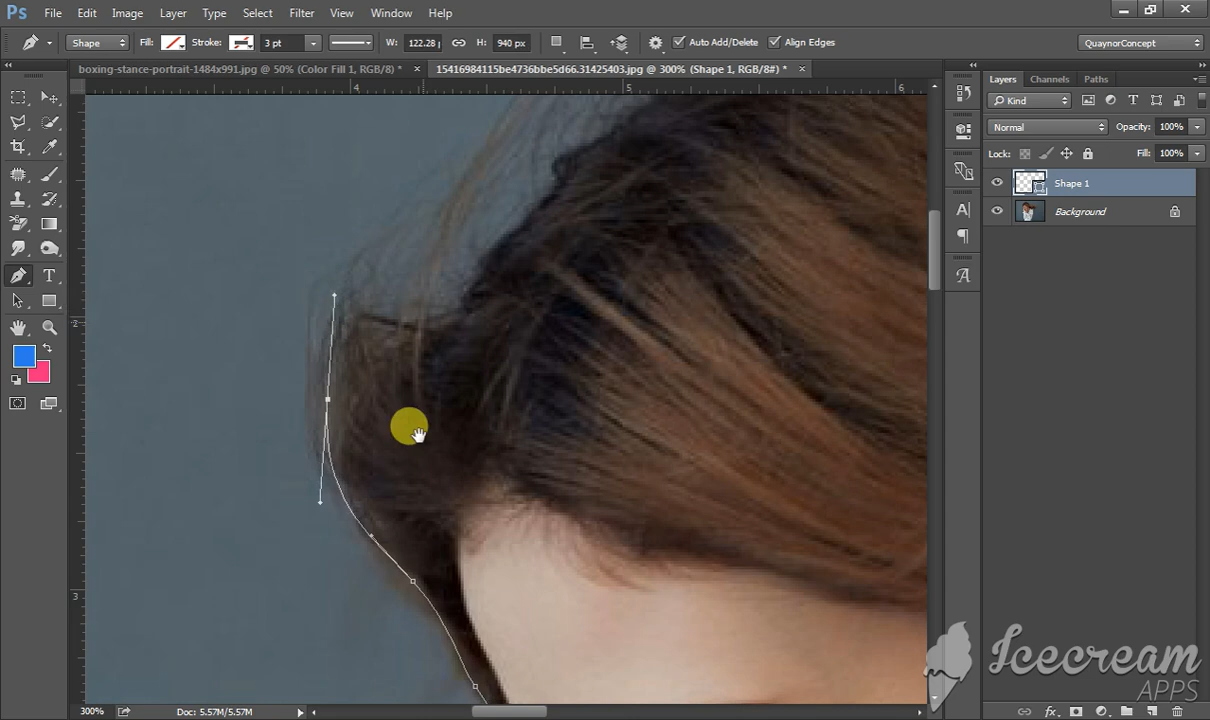 Ps File Edit Image Layer Type Select Filter View Window Help
Shape Fill: Stroke: 3 pt W: 122.28 H: 940 px Auto Add/Delete Align Edges QuaynorConcept
boxing-stance-portrait-1484x991.jpg @ 50% (Color Fill 1, RGB/8) * × 15416984115be4736bbe5d66.31425403.jpg @ 300% (Shape 1, RGB/8#) * ×
Layers Channels Paths
4 5 6
Kind
Normal Opacity: 100%
Lock: Fill: 100%
Shape 1
Background
T
A
A
2
3
Icecream
APPS
300% Doc: 5.57M/5.57M
fx